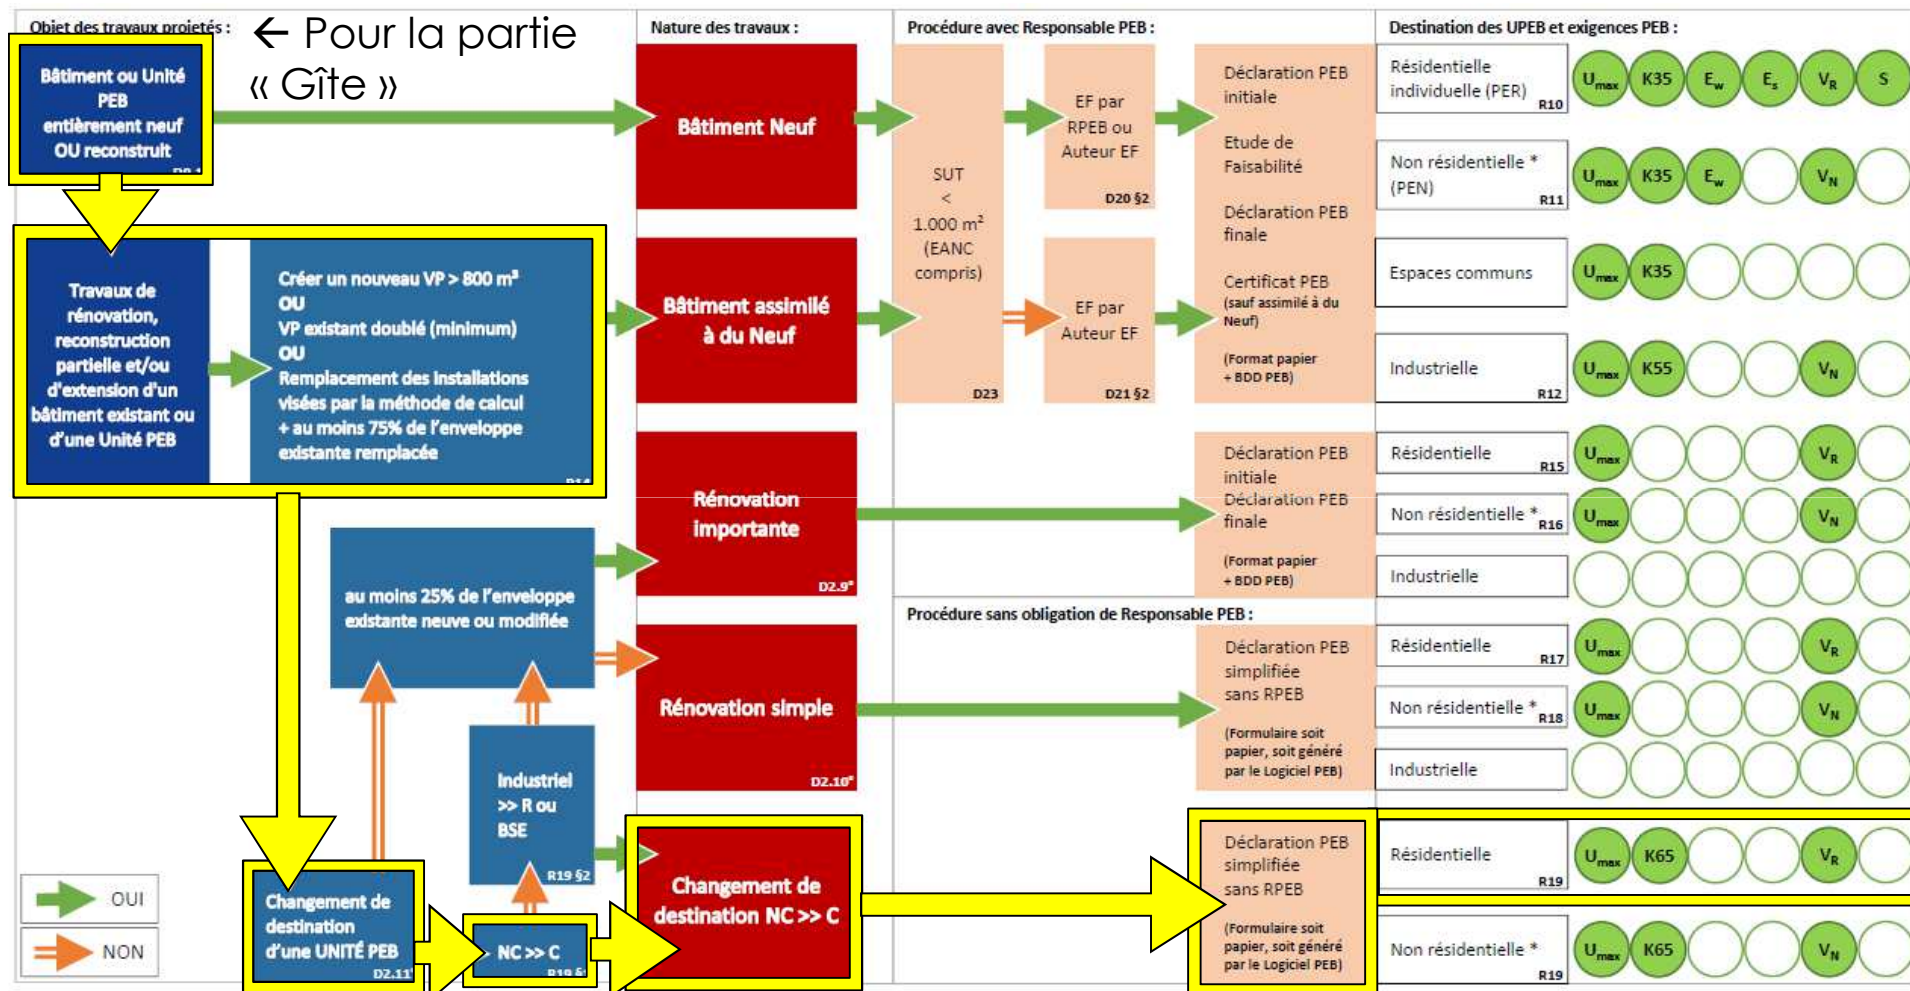 Objet des travaux projetés :
← Pour la partie
« Gîte »
Nature des travaux :
Procédure avec Responsable PEB :
Destination des UPEB et exigences PEB :
Bâtiment ou Unité
PEB
entièrement neuf
OU reconstruit
Bâtiment Neuf
SUT
<
1.000 m²
(EANC
compris)
D23
EF par
RPEB ou
Auteur EF
D20 §2
Déclaration PEB
initiale
Etude de
Faisabilité
Déclaration PEB
finale
Certificat PEB
(sauf assimilé à du
Neuf)
(Format papier
+ BDD PEB)
Résidentielle
individuelle (PER)
R10
Umax K35 Ew Es VR S
Non résidentielle *
(PEN)
R11
Umax K35 Ew VN
Travaux de
rénovation,
reconstruction
partielle et/ou
d'extension d'un
bâtiment existant ou
d'une Unité PEB
Créer un nouveau VP > 800 m³
OU
VP existant doublé (minimum)
OU
Remplacement des installations
visées par la méthode de calcul
+ au moins 75% de l'enveloppe
existante remplacée
R14
Bâtiment assimilé
à du Neuf
EF par
Auteur EF
D21 §2
Espaces communs
Umax K35
Industrielle
R12
Umax K55 VN
Rénovation
importante
D2.9°
Déclaration PEB
initiale
Déclaration PEB
finale
(Format papier
+ BDD PEB)
Résidentielle
R15
Umax VR
Non résidentielle *
R16
Umax VN
Industrielle
au moins 25% de l'enveloppe
existante neuve ou modifiée
Procédure sans obligation de Responsable PEB :
Rénovation simple
D2.10°
Déclaration PEB
simplifiée
sans RPEB
(Formulaire soit
papier, soit généré
par le Logiciel PEB)
Résidentielle
R17
Umax VR
Non résidentielle *
R18
Umax VN
Industrielle
Industriel
>> R ou
BSE
R19 §2
OUI
NON
Changement de
destination
d'une UNITÉ PEB
D2.11°
NC >> C
R19 §1
Changement de
destination NC >> C
Déclaration PEB
simplifiée
sans RPEB
(Formulaire soit
papier, soit généré
par le Logiciel PEB)
Résidentielle
R19
Umax K65 VR
Non résidentielle *
R19
Umax K65 VN